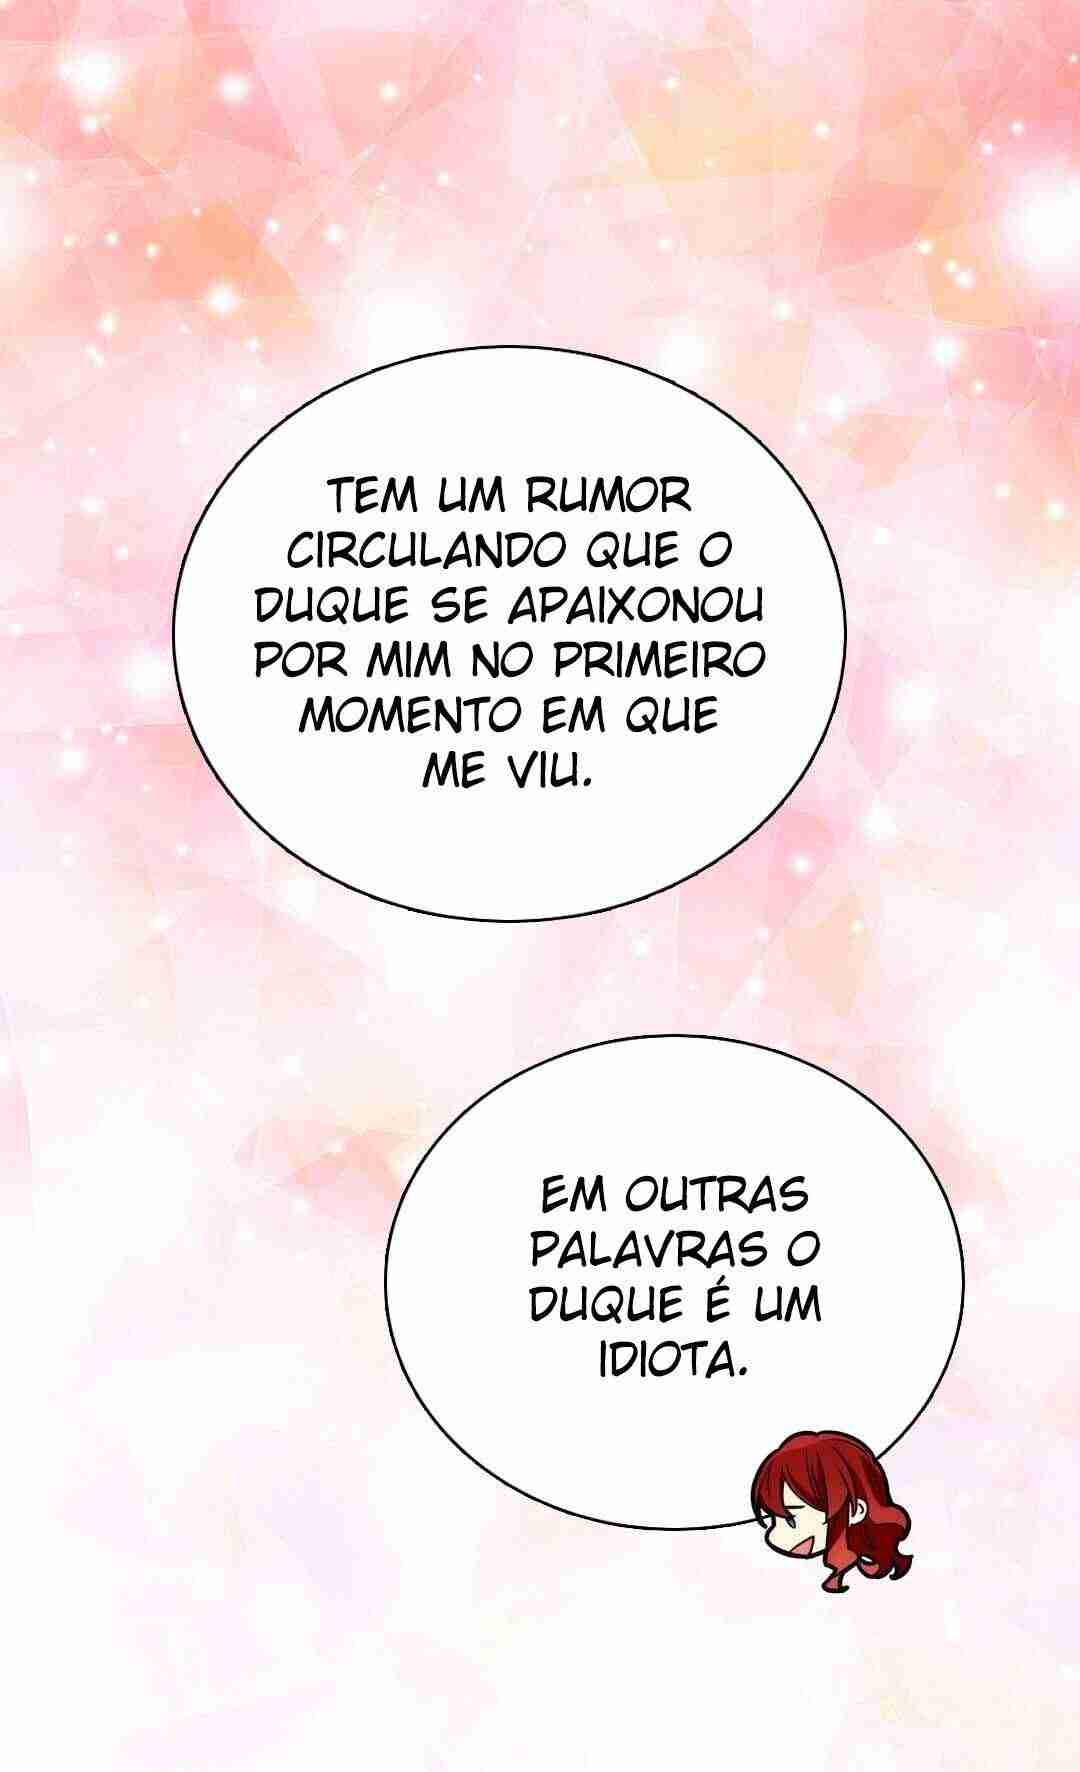 TEM UM RUMOR
CIRCULANDO QUE O
DUQUE SE APAIXONOU
POR MIM NO PRIMEIRO
MOMENTO EM QUE
ME VIU.
EM OUTRAS
PALAVRAS O
DUQUE É UM
IDIOTA.